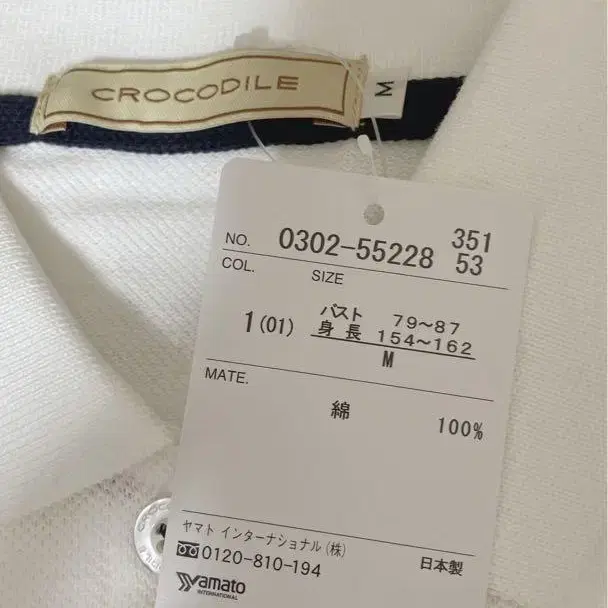 CROCODILE
M
NO. 0302-55228 351
53
COL. SIZE
1(01) バスト 79~87
身長 154~162
M
MATE.
綿 100%
ヤマト インターナショナル(株)
0120-810-194 日本製
yamato
INTERNATIONAL